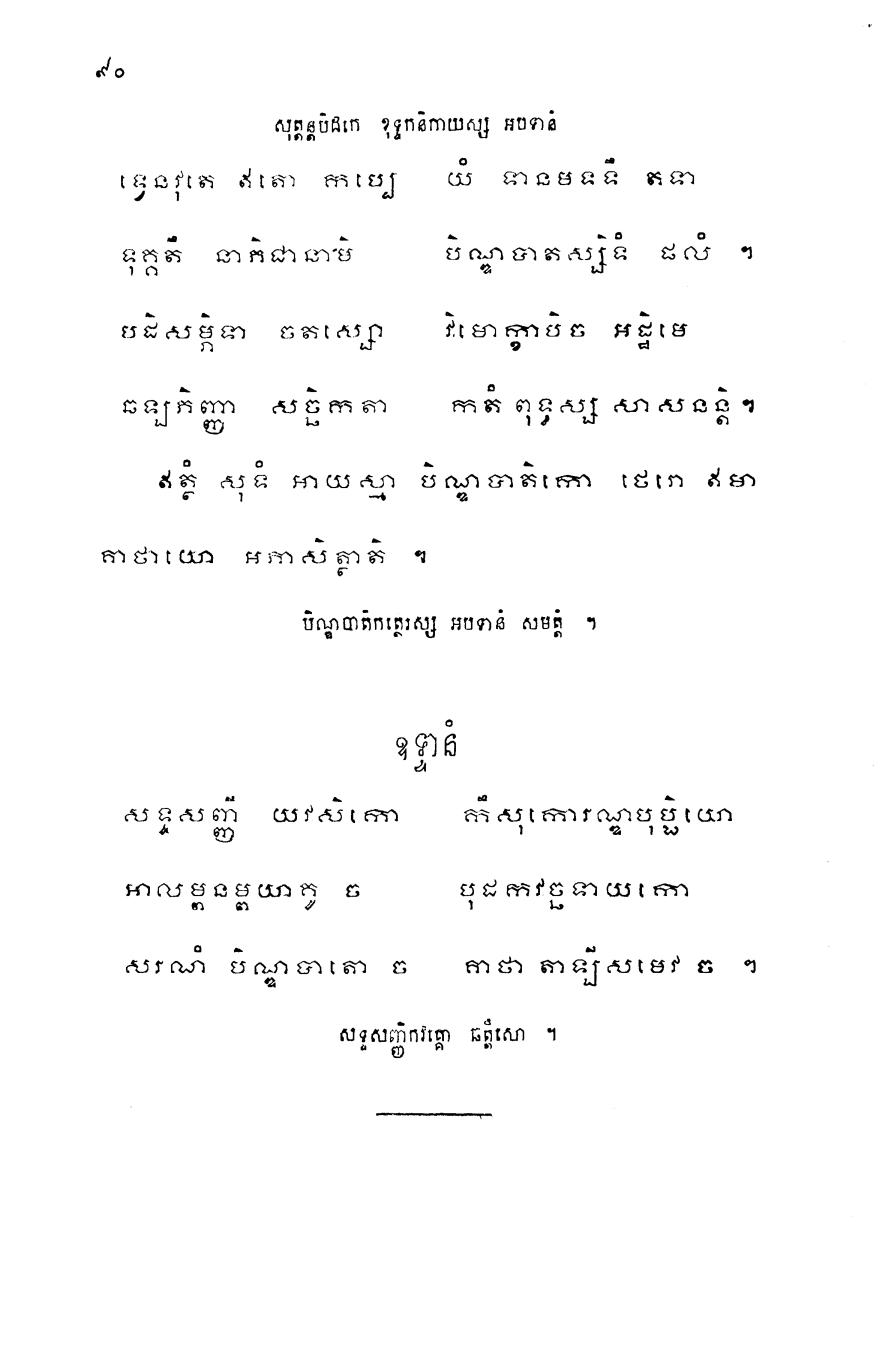 ៩០
សុត្តន្តបិដកេ ខុទ្ទកនិកាយស្ស អបទានំ
ទ្វេនវុតេ ឥតោ កប្បេ យំ ទានមទទឹ តទា
ទុគ្គតឹ នាភិជានាមិ បិណ្ឌបាតស្សិទំ ផលំ ។
បដិសម្ភិទា ចតស្សោ វិមោក្ខាបិច អដ្ឋិមេ
ឆឡភិញ្ញា សច្ឆិកតា កតំ ពុទ្ធស្ស សាសនន្តិ។
ឥត្ថំ សុទំ អាយស្មា បិណ្ឌបាតិកោ ថេរោ ឥមា
គាថាយោ អភាសិត្ថាតិ ។
បិណ្ឌបាតិកត្ថេរស្ស អបទានំ សមត្តំ ។
ឧទ្ទានំ
សទ្ទសញ្ញី យវសិកោ កឹសុកោរណ្ឌបុប្ផិយោ
អាលម្ពនម្ពយាគូ ច បុដកវច្ឆទាយកោ
សរណំ បិណ្ឌបាតោ ច គាថា តាឡីសមេវ ច ។
សទ្ទសញ្ញិកវគ្គោ ឆត្តឹសោ ។